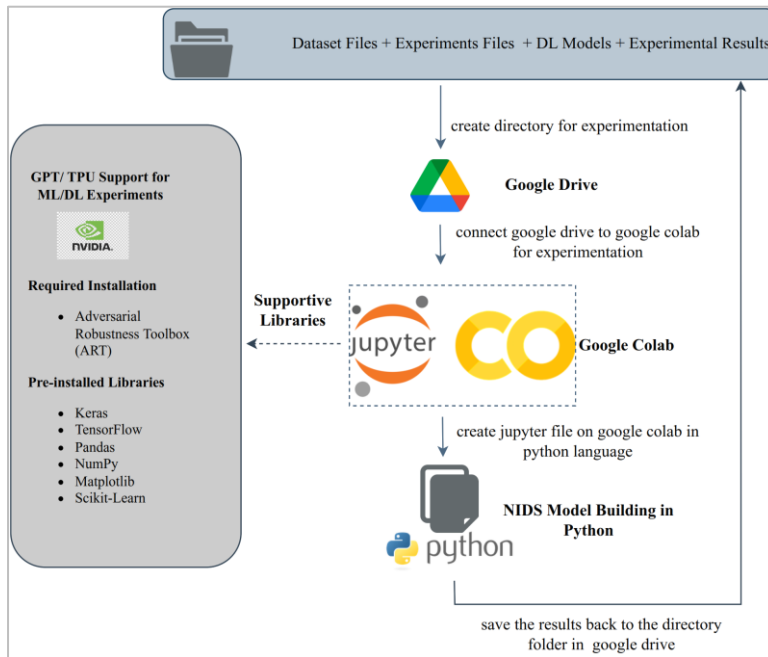 Dataset Files + Experiments Files + DL Models + Experimental Results
create directory for experimentation
Google Drive
connect google drive to google colab
for experimentation
GPT/ TPU Support for
ML/DL Experiments
NVIDIA.
Required Installation
• Adversarial
Robustness Toolbox
(ART)
Pre-installed Libraries
• Keras
• TensorFlow
• Pandas
• NumPy
• Matplotlib
• Scikit-Learn
Supportive
Libraries
jupyter
Google Colab
create jupyter file on google colab in
python language
NIDS Model Building in
Python
python
save the results back to the directory
folder in google drive